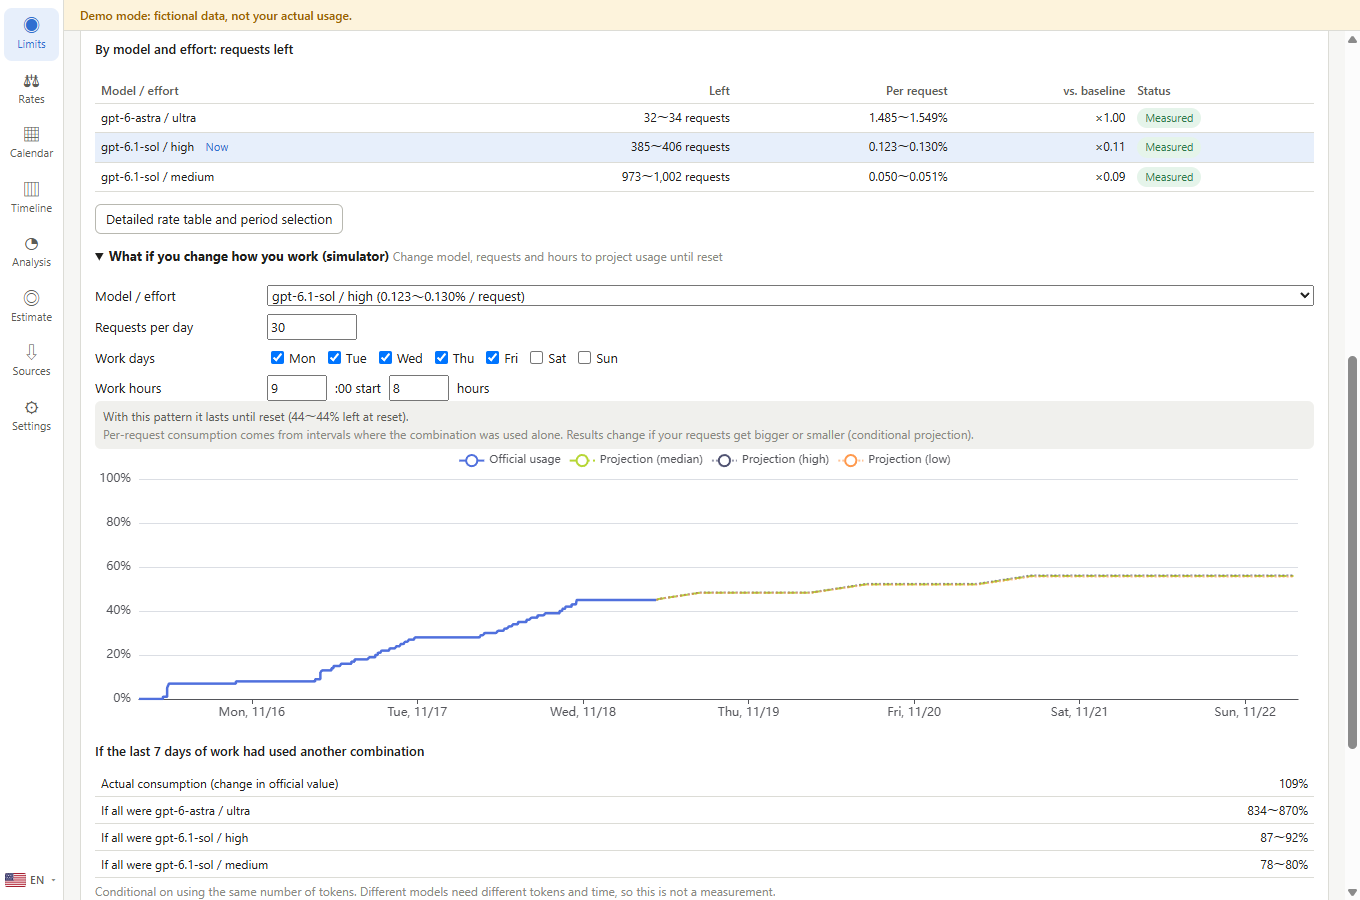 Demo mode: fictional data, not your actual usage.
Limits
Rates
Calendar
Timeline
Analysis
Estimate
Sources
Settings
EN
By model and effort: requests left
Model / effort Left Per request vs. baseline Status
gpt-6-astra / ultra 32〜34 requests 1.485〜1.549% ×1.00 Measured
gpt-6.1-sol / high Now 385〜406 requests 0.123〜0.130% ×0.11 Measured
gpt-6.1-sol / medium 973〜1,002 requests 0.050〜0.051% ×0.09 Measured
Detailed rate table and period selection
▼ What if you change how you work (simulator) Change model, requests and hours to project usage until reset
Model / effort gpt-6.1-sol / high (0.123〜0.130% / request)
Requests per day 30
Work days Mon Tue Wed Thu Fri Sat Sun
Work hours 9 :00 start 8 hours
With this pattern it lasts until reset (44〜44% left at reset).
Per-request consumption comes from intervals where the combination was used alone. Results change if your requests get bigger or smaller (conditional projection).
Official usage Projection (median) Projection (high) Projection (low)
100%
80%
60%
40%
20%
0%
Mon, 11/16 Tue, 11/17 Wed, 11/18 Thu, 11/19 Fri, 11/20 Sat, 11/21 Sun, 11/22
If the last 7 days of work had used another combination
Actual consumption (change in official value) 109%
If all were gpt-6-astra / ultra 834〜870%
If all were gpt-6.1-sol / high 87〜92%
If all were gpt-6.1-sol / medium 78〜80%
Conditional on using the same number of tokens. Different models need different tokens and time, so this is not a measurement.